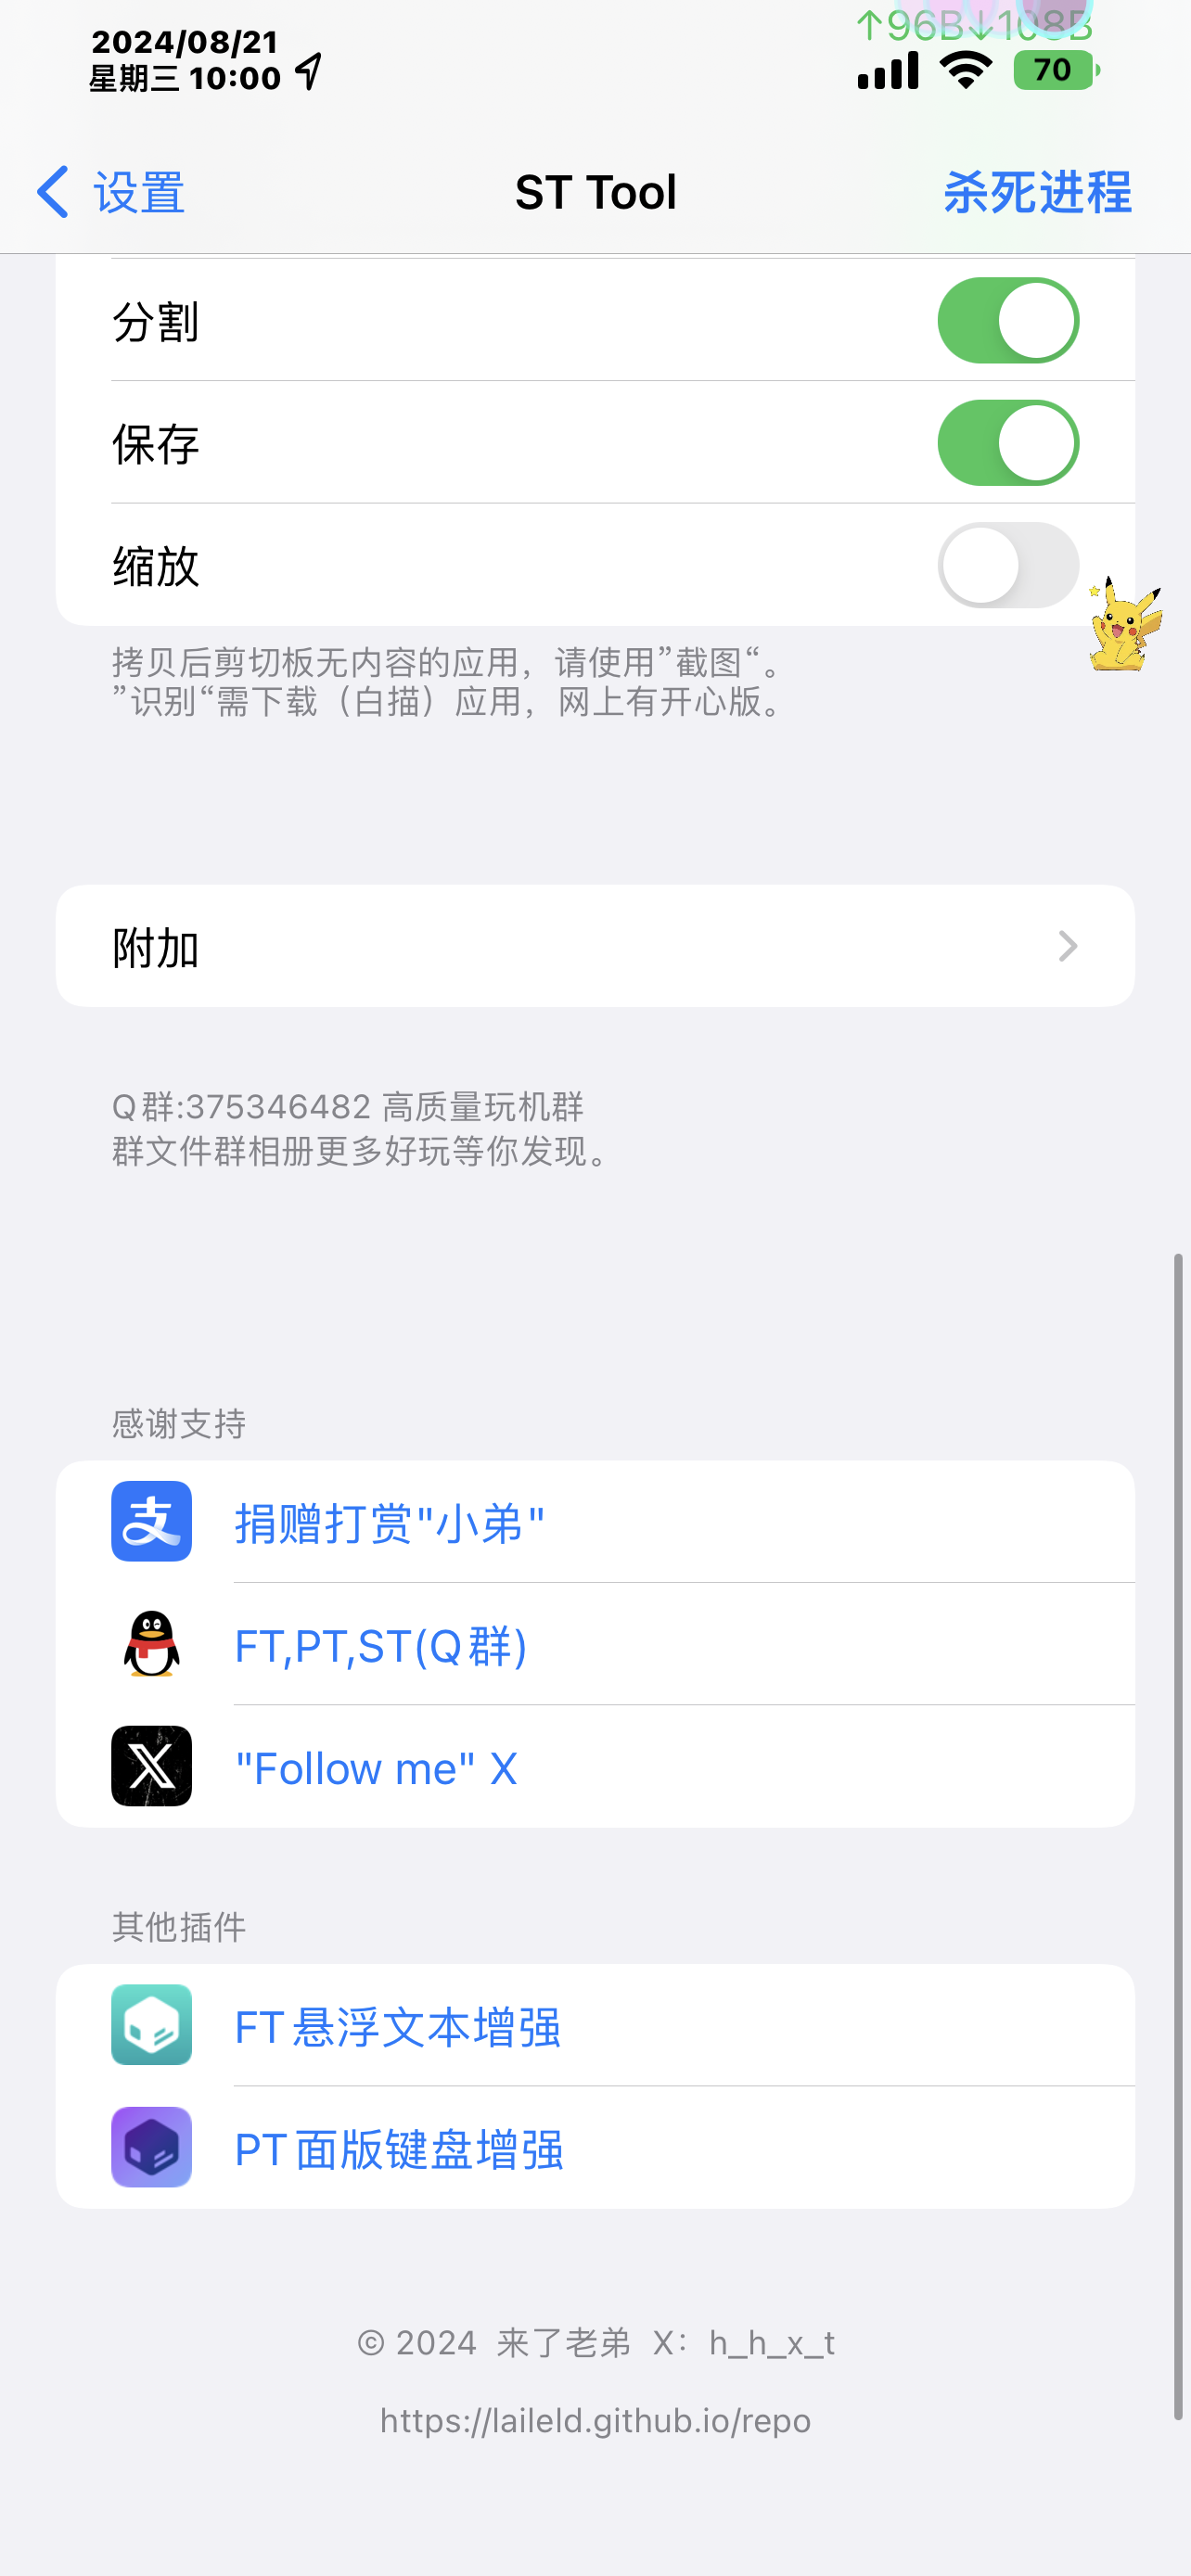 ↑96B↓108B
2024/08/21
星期三 10:00
70
设置
ST Tool
杀死进程
分割
保存
缩放
拷贝后剪切板无内容的应用，请使用”截图“。
”识别“需下载（白描）应用，网上有开心版。
附加
Q群:375346482 高质量玩机群
群文件群相册更多好玩等你发现。
感谢支持
支
捐赠打赏"小弟"
FT,PT,ST(Q群)
"Follow me" X
其他插件
FT悬浮文本增强
PT面版键盘增强
© 2024 来了老弟 X：h_h_x_t
https://laileld.github.io/repo